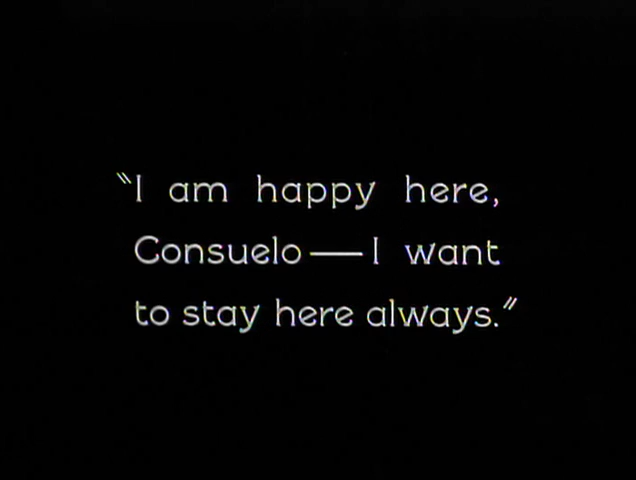 "I am happy here,
Consuelo—I want
to stay here always."